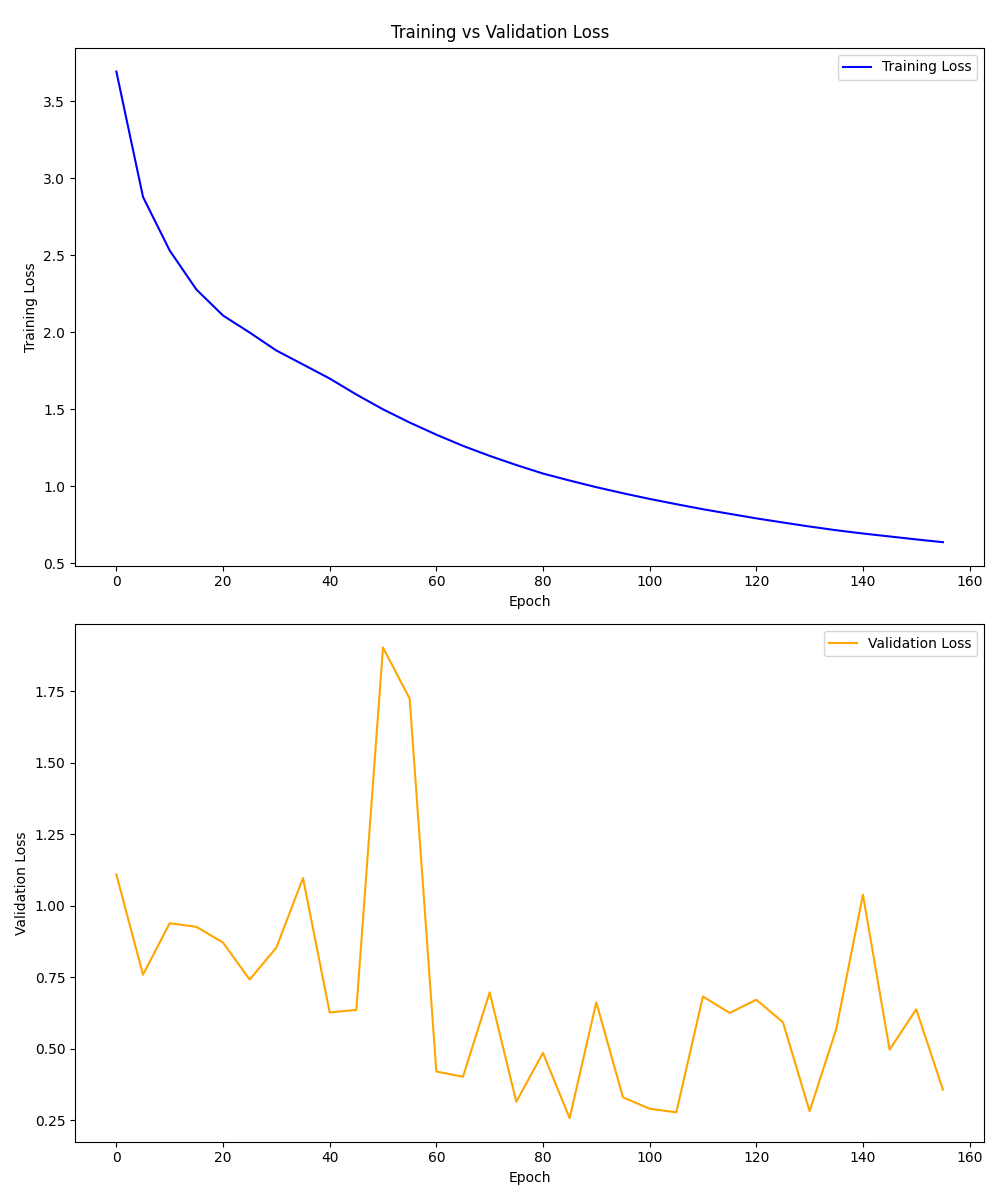 Training vs Validation Loss
Training Loss
3.5
3.0
2.5
2.0
1.5
1.0
0.5
Training Loss
0 20 40 60 80 100 120 140 160
Epoch
Validation Loss
1.75
1.50
1.25
1.00
0.75
0.50
0.25
Validation Loss
0 20 40 60 80 100 120 140 160
Epoch